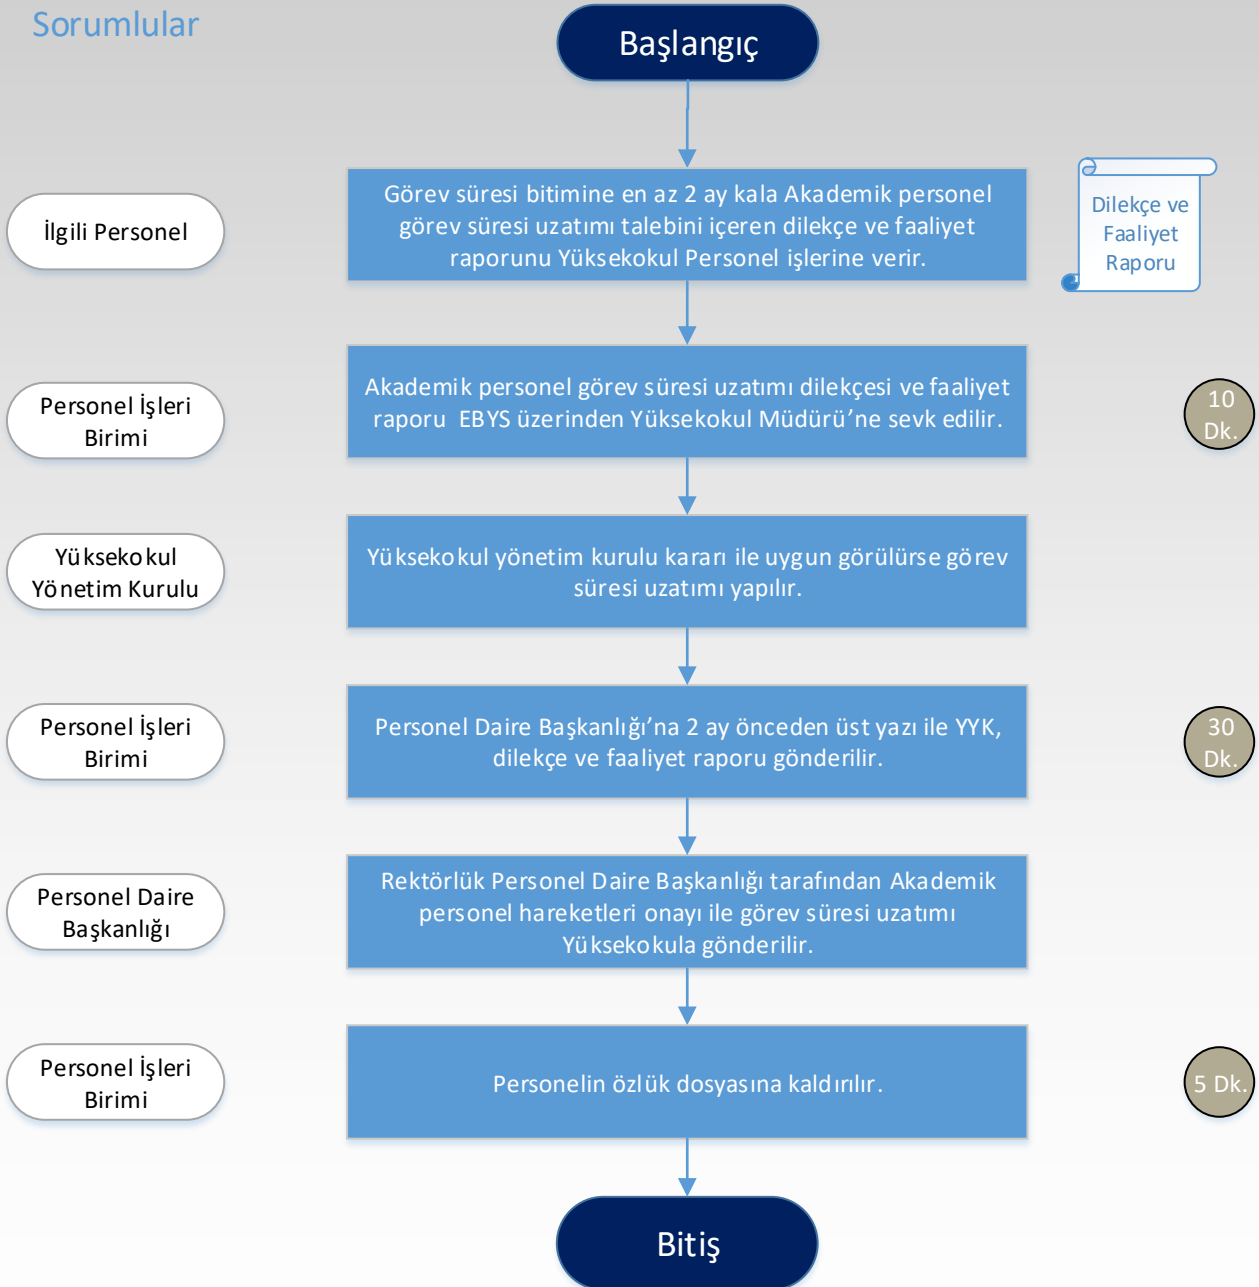 Sorumlular
Başlangıç
İlgili Personel
Görev süresi bitimine en az 2 ay kala Akademik personel
görev süresi uzatımı talebini içeren dilekçe ve faaliyet
raporunu Yüksekokul Personel işlerine verir.
Dilekçe ve
Faaliyet
Raporu
Personel İşleri
Birimi
Akademik personel görev süresi uzatımı dilekçesi ve faaliyet
raporu EBYS üzerinden Yüksekokul Müdürü’ne sevk edilir.
10
Dk.
Yüksekokul
Yönetim Kurulu
Yüksekokul yönetim kurulu kararı ile uygun görülürse görev
süresi uzatımı yapılır.
Personel İşleri
Birimi
Personel Daire Başkanlığı’na 2 ay önceden üst yazı ile YYK,
dilekçe ve faaliyet raporu gönderilir.
30
Dk.
Personel Daire
Başkanlığı
Rektörlük Personel Daire Başkanlığı tarafından Akademik
personel hareketleri onayı ile görev süresi uzatımı
Yüksekokula gönderilir.
Personel İşleri
Birimi
Personelin özlük dosyasına kaldırılır.
5 Dk.
Bitiş